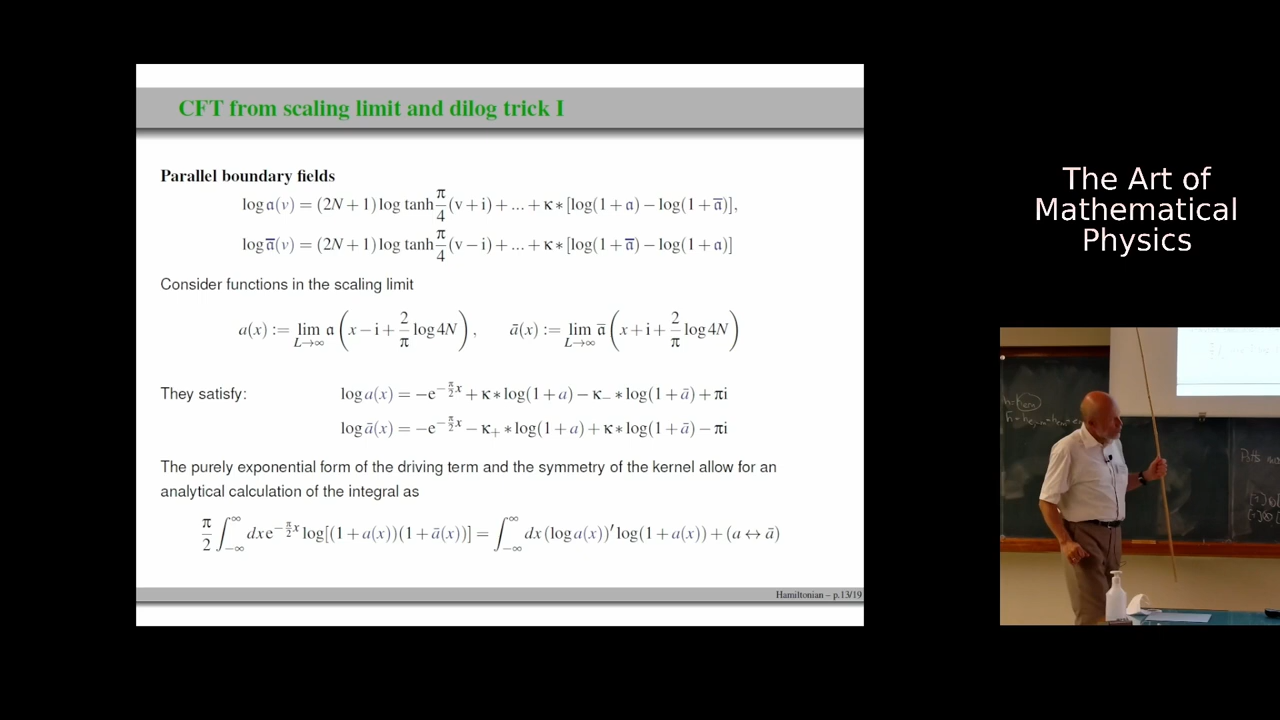 CFT from scaling limit and dilog trick I
Parallel boundary fields
log 𝔞(v) = (2N+1) log tanh π/4 (v+i) + ... + κ∗[log(1+𝔞) − log(1+𝔞̄)],
log 𝔞̄(v) = (2N+1) log tanh π/4 (v−i) + ... + κ∗[log(1+𝔞̄) − log(1+𝔞)]
Consider functions in the scaling limit
a(x) := lim_{L→∞} 𝔞(x − i + 2/π log 4N), ā(x) := lim_{L→∞} 𝔞̄(x + i + 2/π log 4N)
They satisfy: log a(x) = −e^{−π/2 x} + κ∗log(1+a) − κ₋∗log(1+ā) + πi
log ā(x) = −e^{−π/2 x} − κ₊∗log(1+a) + κ∗log(1+ā) − πi
The purely exponential form of the driving term and the symmetry of the kernel allow for an
analytical calculation of the integral as
π/2 ∫_{−∞}^{∞} dx e^{−π/2 x} log[(1+a(x))(1+ā(x))] = ∫_{−∞}^{∞} dx (log a(x))′ log(1+a(x)) + (a ↔ ā)
Hamiltonian – p.13/19
The Art of
Mathematical
Physics